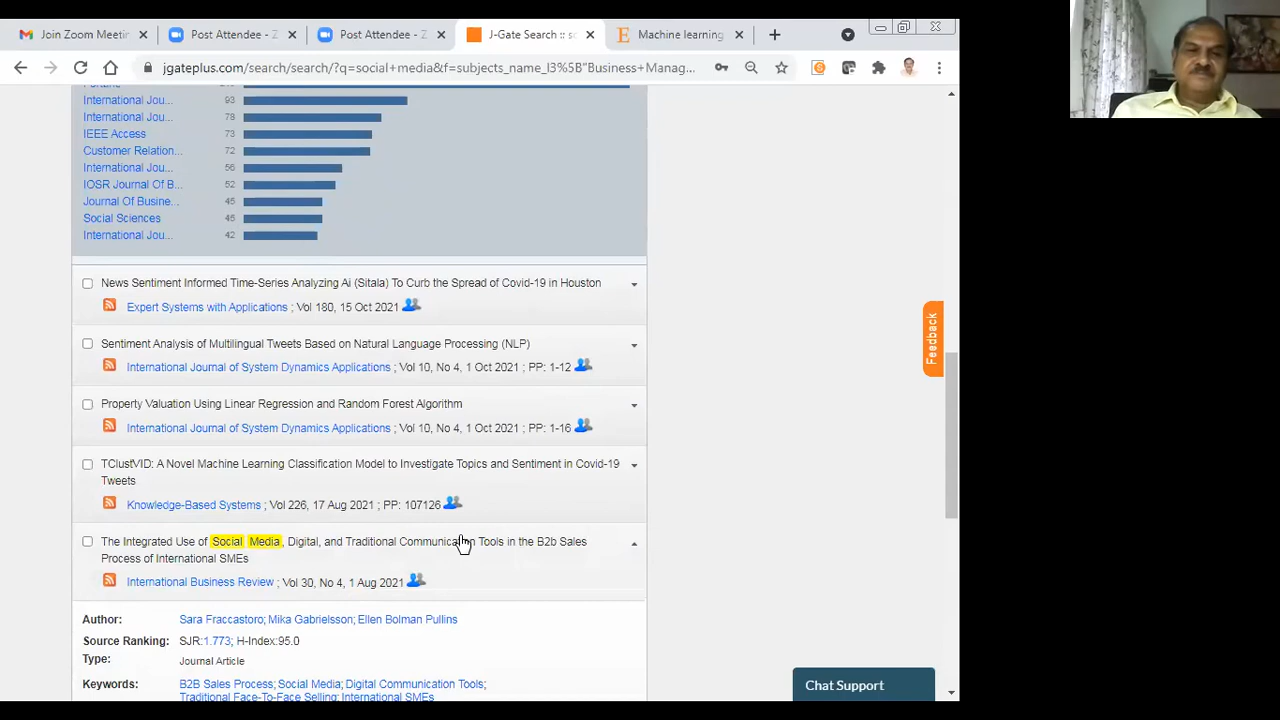 Join Zoom Meetin
Post Attendee - Z
Post Attendee - Z
J-Gate Search :: se
Machine learning
jgateplus.com/search/search/?q=social+media&f=subjects_name_l3%5B"Business+Manag...
International Jou... 93
International Jou... 78
IEEE Access 73
Customer Relation... 72
International Jou... 56
IOSR Journal Of B... 52
Journal Of Busine... 46
Social Sciences 46
International Jou... 42
News Sentiment Informed Time-Series Analyzing Ai (Sitala) To Curb the Spread of Covid-19 in Houston
Expert Systems with Applications ; Vol 180, 15 Oct 2021
Sentiment Analysis of Multilingual Tweets Based on Natural Language Processing (NLP)
International Journal of System Dynamics Applications ; Vol 10, No 4, 1 Oct 2021 ; PP: 1-12
Property Valuation Using Linear Regression and Random Forest Algorithm
International Journal of System Dynamics Applications ; Vol 10, No 4, 1 Oct 2021 ; PP: 1-16
TClustVID: A Novel Machine Learning Classification Model to Investigate Topics and Sentiment in Covid-19
Tweets
Knowledge-Based Systems ; Vol 226, 17 Aug 2021 ; PP: 107126
The Integrated Use of Social Media, Digital, and Traditional Communication Tools in the B2b Sales
Process of International SMEs
International Business Review ; Vol 30, No 4, 1 Aug 2021
Author: Sara Fraccastoro; Mika Gabrielsson; Ellen Bolman Pullins
Source Ranking: SJR:1.773; H-Index:95.0
Type: Journal Article
Keywords: B2B Sales Process; Social Media; Digital Communication Tools;
Traditional Face-To-Face Selling; International SMEs
Feedback
Chat Support